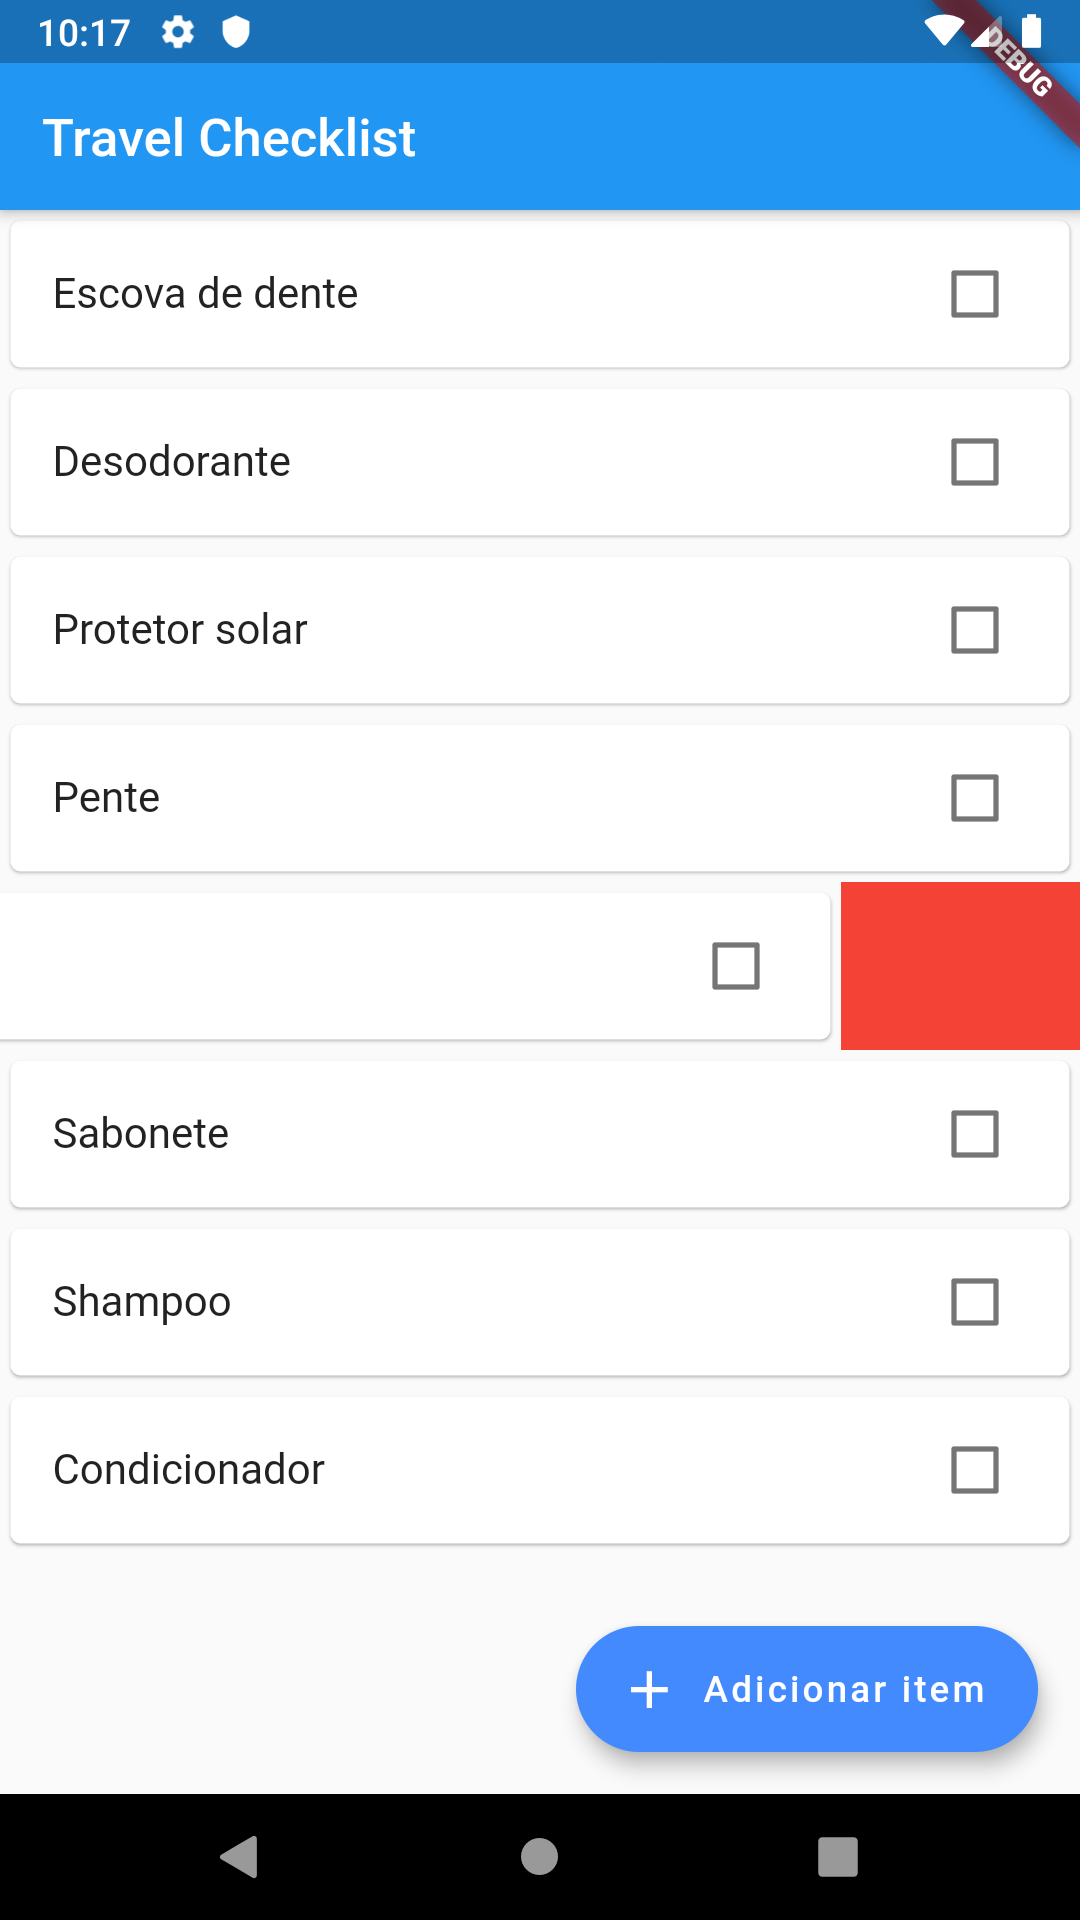 10:17
DEBUG
Travel Checklist
Escova de dente
Desodorante
Protetor solar
Pente
Sabonete
Shampoo
Condicionador
Adicionar item